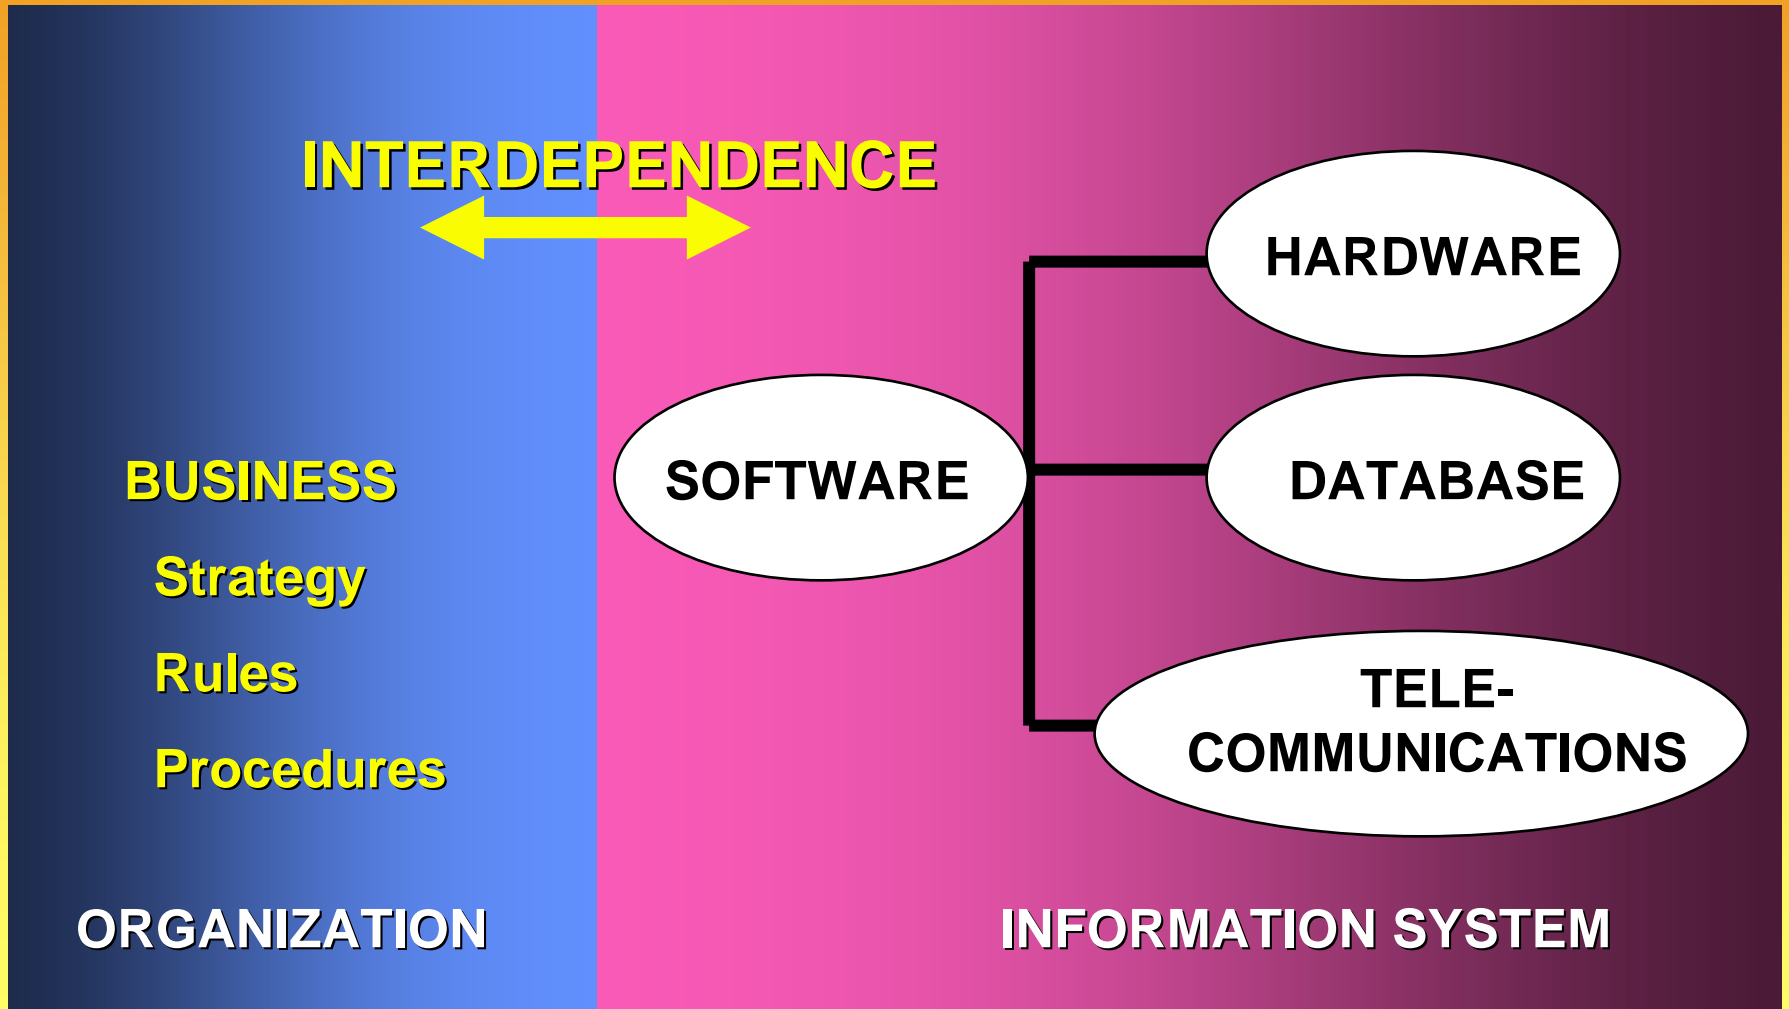 INTERDEPENDENCE
HARDWARE
SOFTWARE
DATABASE
TELE-
COMMUNICATIONS
BUSINESS
Strategy
Rules
Procedures
ORGANIZATION
INFORMATION SYSTEM